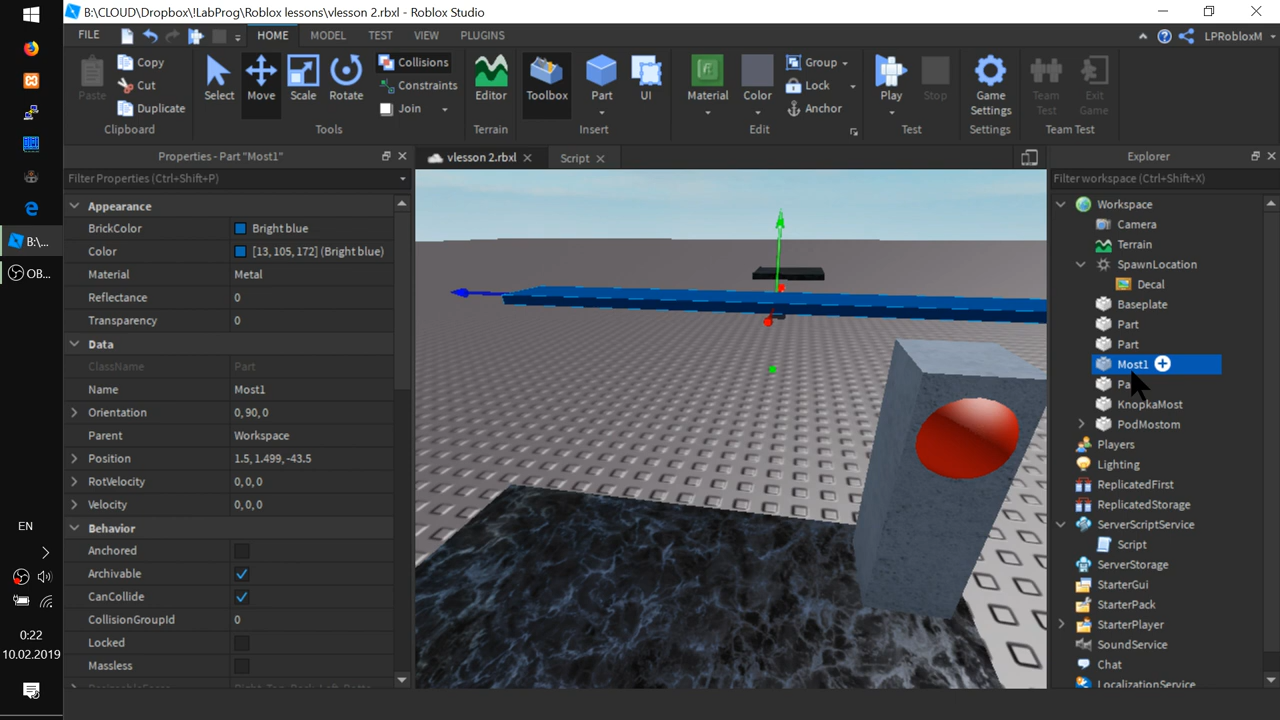 B:\CLOUD\Dropbox\!LabProg\Roblox lessons\vlesson 2.rbxl - Roblox Studio
FILE HOME MODEL TEST VIEW PLUGINS LPRobloxM
Paste
Copy
Cut
Duplicate
Clipboard
Select
Move
Scale
Rotate
Collisions
Constraints
Join
Tools
Editor
Terrain
Toolbox
Part
UI
Insert
Material
Color
Group
Lock
Anchor
Edit
Play
Stop
Test
Game
Settings
Settings
Team
Test
Exit
Game
Team Test
Properties - Part "Most1"
Filter Properties (Ctrl+Shift+P)
Appearance
BrickColor Bright blue
Color [13, 105, 172] (Bright blue)
Material Metal
Reflectance 0
Transparency 0
Data
ClassName Part
Name Most1
Orientation 0, 90, 0
Parent Workspace
Position 1.5, 1.499, -43.5
RotVelocity 0, 0, 0
Velocity 0, 0, 0
Behavior
Anchored
Archivable
CanCollide
CollisionGroupId 0
Locked
Massless
vlesson 2.rbxl
Script
Explorer
Filter workspace (Ctrl+Shift+X)
Workspace
Camera
Terrain
SpawnLocation
Decal
Baseplate
Part
Part
Most1
KnopkaMost
PodMostom
Players
Lighting
ReplicatedFirst
ReplicatedStorage
ServerScriptService
Script
ServerStorage
StarterGui
StarterPack
StarterPlayer
SoundService
Chat
LocalizationService
B:\...
OB...
EN
0:22
10.02.2019